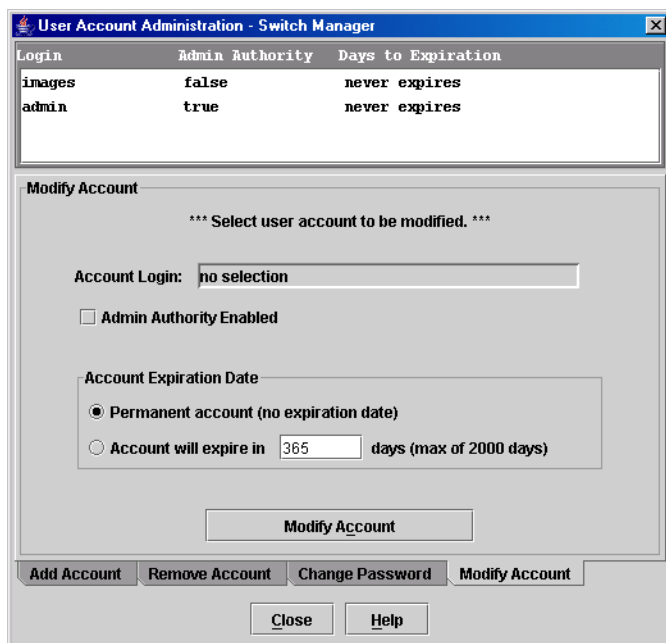 User Account Administration - Switch Manager
Login Admin Authority Days to Expiration
images false never expires
admin true never expires
Modify Account
*** Select user account to be modified. ***
Account Login: no selection
Admin Authority Enabled
Account Expiration Date
Permanent account (no expiration date)
Account will expire in 365 days (max of 2000 days)
Modify Account
Add Account Remove Account Change Password Modify Account
Close Help